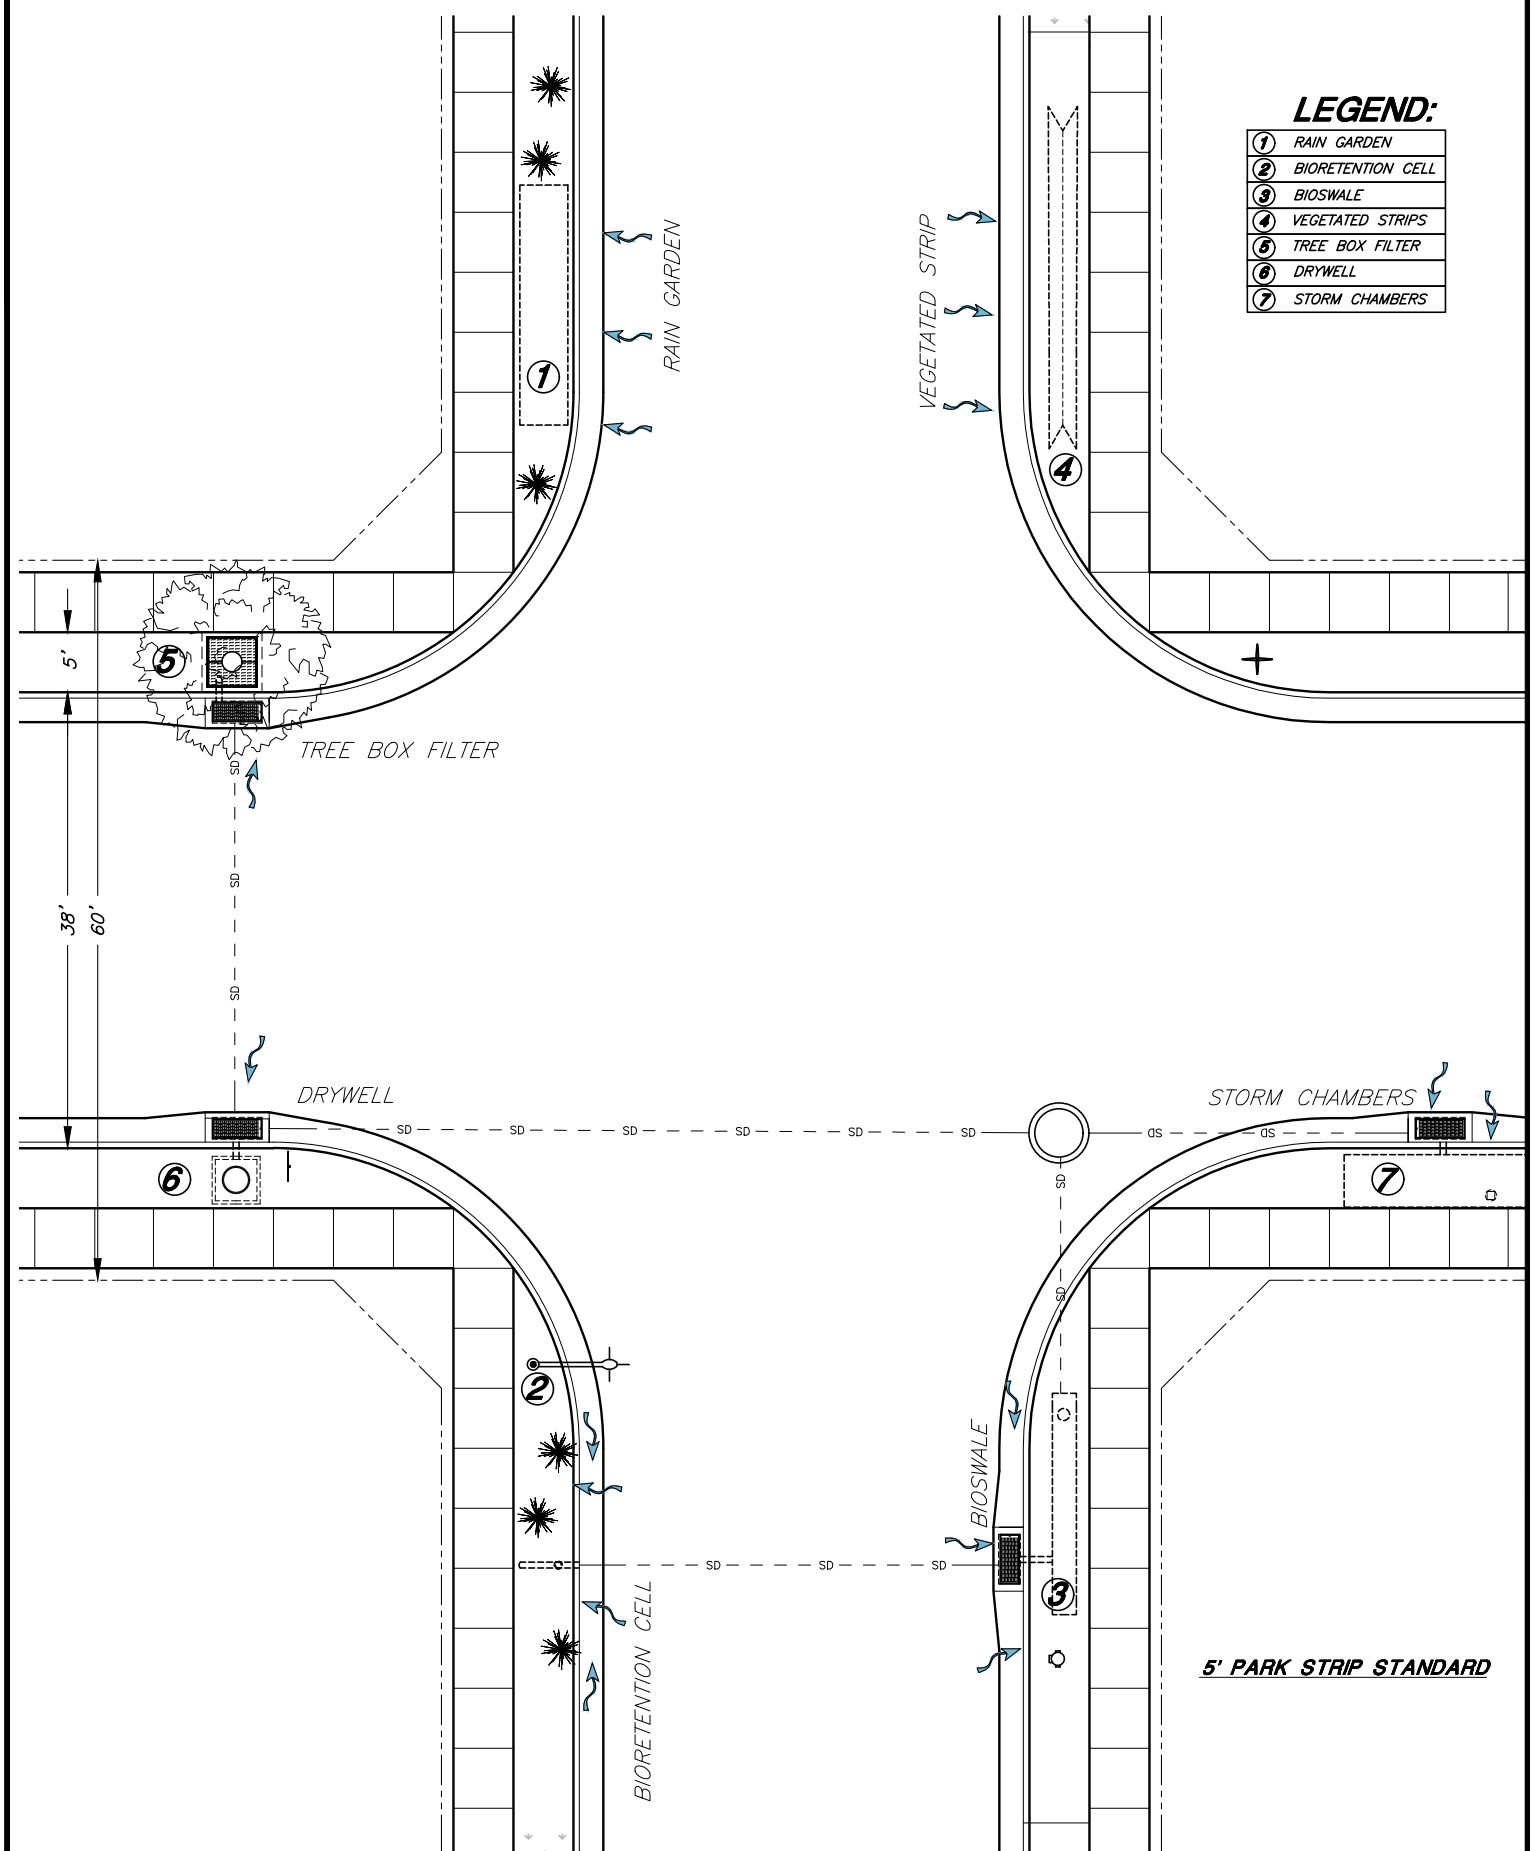 LEGEND:
1 RAIN GARDEN
2 BIORETENTION CELL
3 BIOSWALE
4 VEGETATED STRIPS
5 TREE BOX FILTER
6 DRYWELL
7 STORM CHAMBERS
RAIN GARDEN
VEGETATED STRIP
1
4
5'
5
TREE BOX FILTER
SD
SD
38'
60'
SD
DRYWELL
STORM CHAMBERS
SD
SD
SD
SD
SD
SD
SD
SD
6
SD
7
SD
2
BIOSWALE
SD
SD
SD
3
BIORETENTION CELL
5' PARK STRIP STANDARD